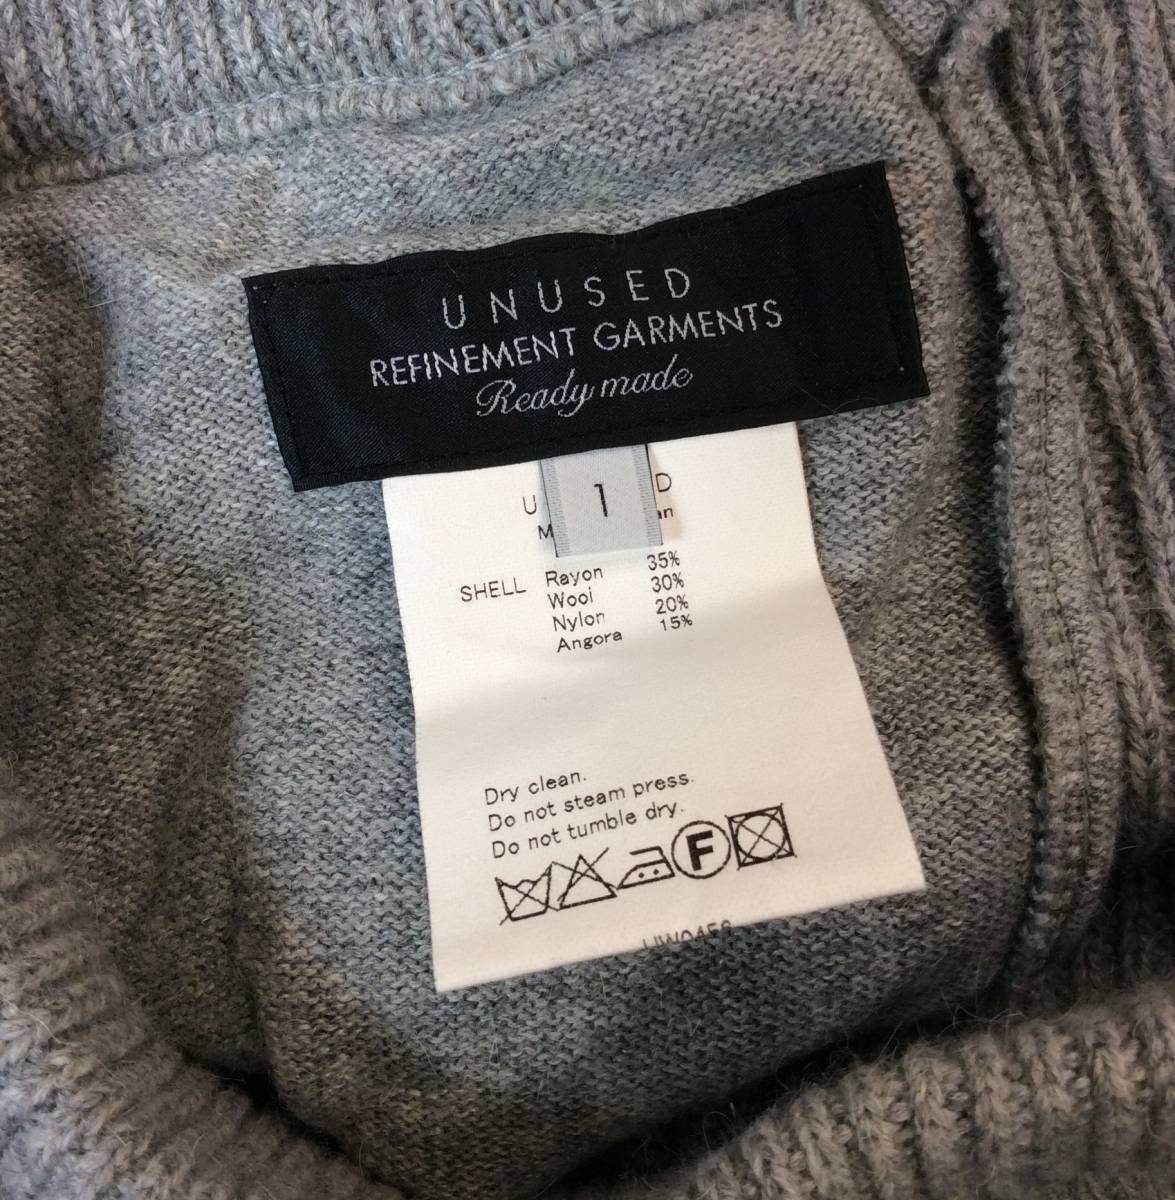 UNUSED
REFINEMENT GARMENTS
Ready made
1
U D
M an
SHELL Rayon 35%
Wool 30%
Nylon 20%
Angora 15%
Dry clean.
Do not steam press.
Do not tumble dry.
F